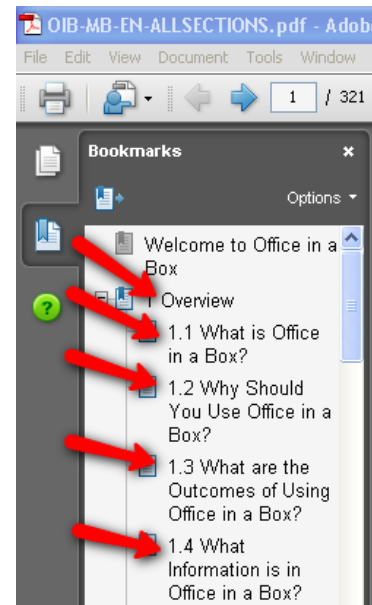 OIB-MB-EN-ALLSECTIONS.pdf - Adob
File Edit View Document Tools Window
1 / 321
Bookmarks
Options
Welcome to Office in a
Box
1 Overview
1.1 What is Office
in a Box?
1.2 Why Should
You Use Office in a
Box?
1.3 What are the
Outcomes of Using
Office in a Box?
1.4 What
Information is in
Office in a Box?